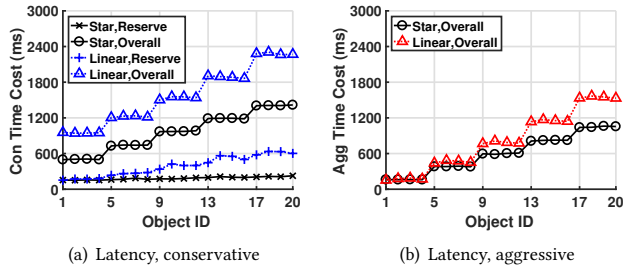 3000
2400
1800
1200
600
0
Con Time Cost (ms)
Star,Reserve
Star,Overall
Linear,Reserve
Linear,Overall
1 5 9 13 17 20
Object ID
(a) Latency, conservative
3000
2400
1800
1200
600
0
Agg Time Cost (ms)
Star,Overall
Linear,Overall
1 5 9 13 17 20
Object ID
(b) Latency, aggressive